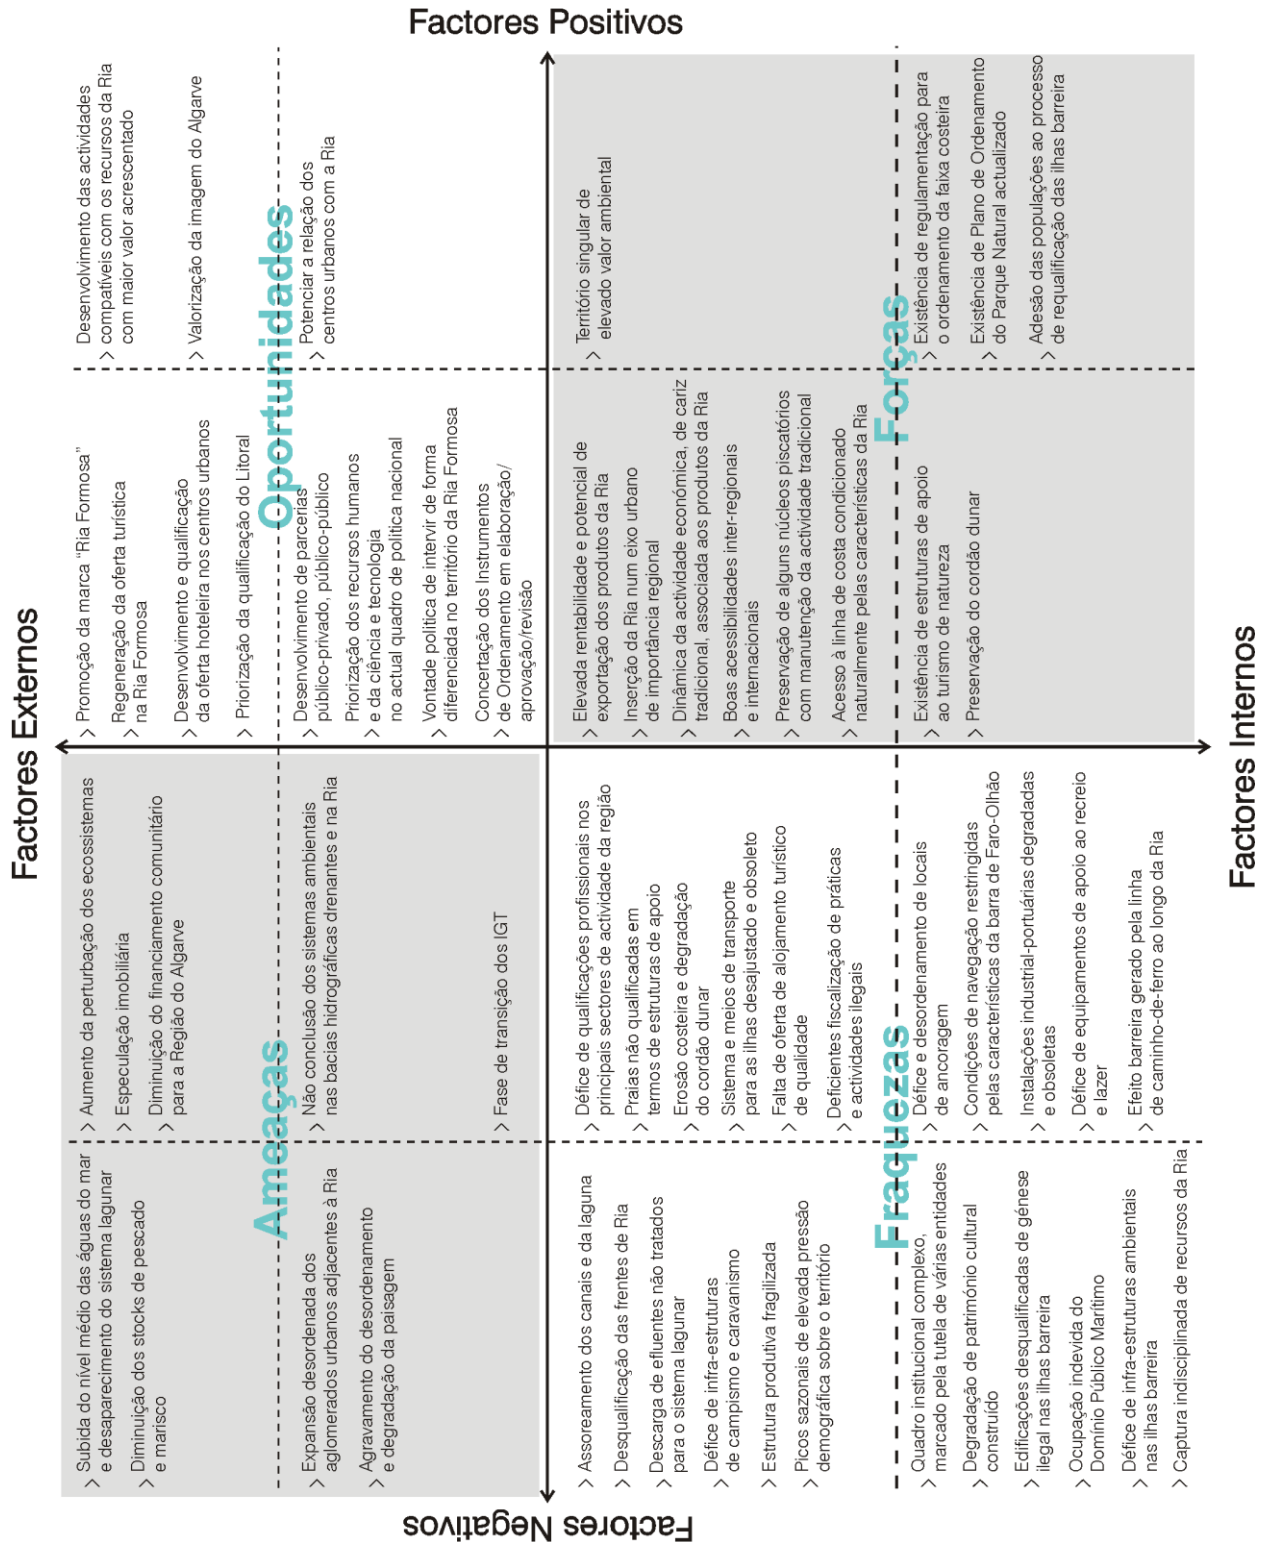 Factores Externos
Factores Positivos
Factores Negativos
Factores Internos
Ameaças
> Subida do nível médio das águas do mar
e desaparecimento do sistema lagunar
> Diminuição dos stocks de pescado
e marisco
> Expansão desordenada dos
aglomerados urbanos adjacentes à Ria
> Agravamento do desordenamento
e degradação da paisagem
> Aumento da perturbação dos ecossistemas
> Especulação imobiliária
> Diminuição do financiamento comunitário
para a Região do Algarve
> Não conclusão dos sistemas ambientais
nas bacias hidrográficas drenantes e na Ria
> Fase de transição dos IGT
Oportunidades
> Promoção da marca “Ria Formosa”
> Regeneração da oferta turística
na Ria Formosa
> Desenvolvimento e qualificação
da oferta hoteleira nos centros urbanos
> Priorização da qualificação do Litoral
> Desenvolvimento de parcerias
público-privado, público-público
> Priorização dos recursos humanos
e da ciência e tecnologia
no actual quadro de política nacional
> Vontade política de intervir de forma
diferenciada no território da Ria Formosa
> Concertação dos Instrumentos
de Ordenamento em elaboração/
aprovação/revisão
> Desenvolvimento das actividades
compatíveis com os recursos da Ria
com maior valor acrescentado
> Valorização da imagem do Algarve
> Potenciar a relação dos
centros urbanos com a Ria
Fraquezas
> Assoreamento dos canais e da laguna
> Desqualificação das frentes de Ria
> Descarga de efluentes não tratados
para o sistema lagunar
> Défice de infra-estruturas
de campismo e caravanismo
> Estrutura produtiva fragilizada
> Picos sazonais de elevada pressão
demográfica sobre o território
> Quadro institucional complexo,
marcado pela tutela de várias entidades
> Degradação de património cultural
construído
> Edificações desqualificadas de génese
ilegal nas ilhas barreira
> Ocupação indevida do
Domínio Público Marítimo
> Défice de infra-estruturas ambientais
nas ilhas barreira
> Captura indisciplinada de recursos da Ria
> Défice de qualificações profissionais nos
principais sectores de actividade da região
> Praias não qualificadas em
termos de estruturas de apoio
> Erosão costeira e degradação
do cordão dunar
> Sistema e meios de transporte
para as ilhas desajustado e obsoleto
> Falta de oferta de alojamento turístico
de qualidade
> Deficientes fiscalização de práticas
e actividades ilegais
> Défice e desordenamento de locais
de ancoragem
> Condições de navegação restringidas
pelas características da barra de Faro-Olhão
> Instalações industrial-portuárias degradadas
e obsoletas
> Défice de equipamentos de apoio ao recreio
e lazer
> Efeito barreira gerado pela linha
de caminho-de-ferro ao longo da Ria
Forças
> Elevada rentabilidade e potencial de
exportação dos produtos da Ria
> Inserção da Ria num eixo urbano
de importância regional
> Dinâmica da actividade económica, de cariz
tradicional, associada aos produtos da Ria
> Boas acessibilidades inter-regionais
e internacionais
> Preservação de alguns núcleos piscatórios
com manutenção da actividade tradicional
> Acesso à linha de costa condicionado
naturalmente pelas características da Ria
> Existência de estruturas de apoio
ao turismo de natureza
> Preservação do cordão dunar
> Território singular de
elevado valor ambiental
> Existência de regulamentação para
o ordenamento da faixa costeira
> Existência de Plano de Ordenamento
do Parque Natural actualizado
> Adesão das populações ao processo
de requalificação das ilhas barreira